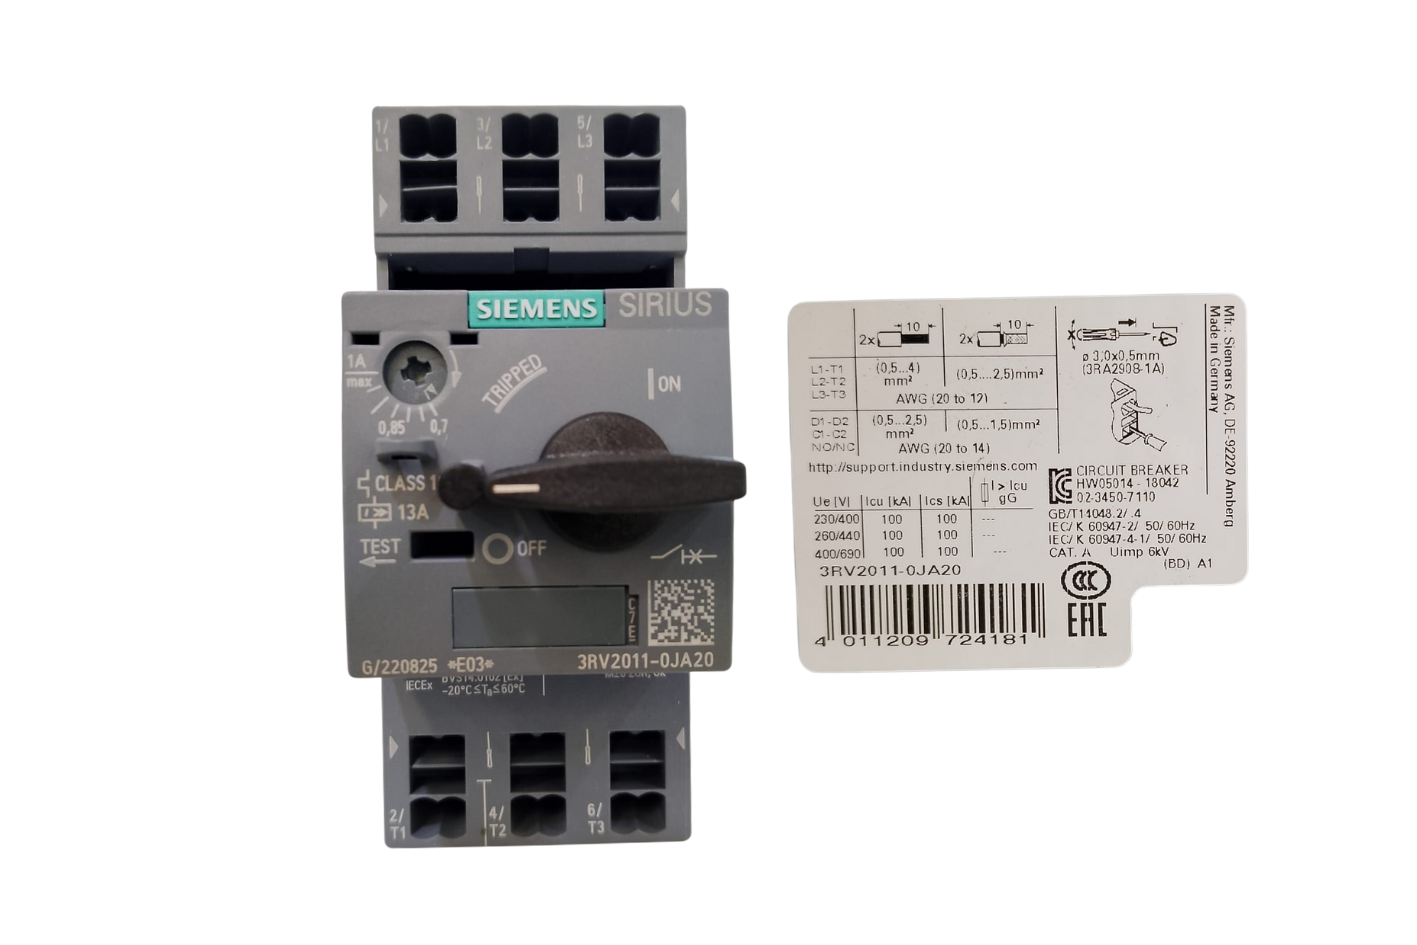 1/
L1
3/
L2
5/
L3
SIEMENS SIRIUS
1A
max
0,85 0,7
TRIPPED
ON
CLASS 1
13A
TEST
OFF
C7E
G/220825 *E03* 3RV2011-0JA20
IECEx
-20°C≤Ta≤60°C
2/
T1
4/
T2
6/
T3
10 10
2x 2x
L1-T1
L2-T2
L3-T3
(0,5...4)
mm²
(0,5....2,5)mm²
AWG (20 to 12)
D1-D2
C1-C2
NO/NC
(0,5...2,5)
mm²
(0,5...1,5)mm²
AWG (20 to 14)
ø 3,0x0,5mm
(3RA2908-1A)
http://support.industry.siemens.com
Ue [V] Icu [kA] Ics [kA] I > Icu
gG
230/400 100 100 ---
260/440 100 100 ---
400/690 100 100 ---
3RV2011-0JA20
4 011209 724181
CIRCUIT BREAKER
HW05014 - 18042
02-3450-7110
GB/T14048.2/ .4
IEC/ K 60947-2/ 50/ 60Hz
IEC/ K 60947-4-1/ 50/ 60Hz
CAT. A Uimp 6kV
(BD) A1
CCC
EAC
Mfr.: Siemens AG, DE-92220 Amberg
Made in Germany